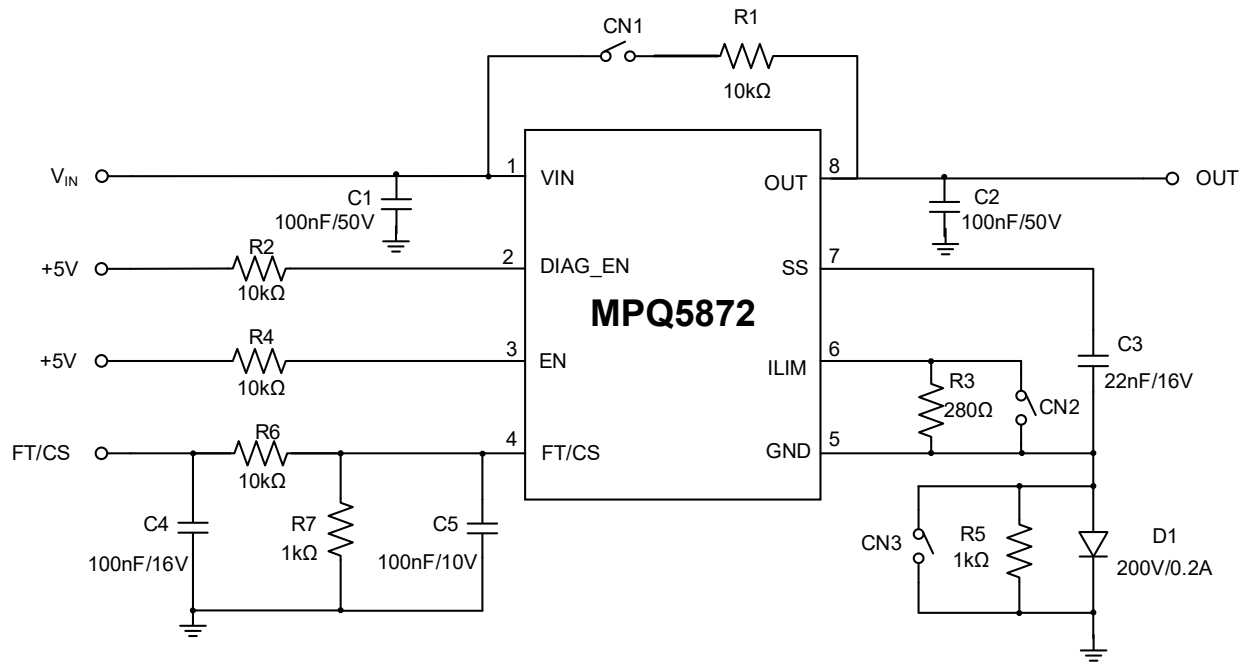 CN1
R1
10kΩ
VIN
C1
100nF/50V
1
VIN
OUT
8
C2
100nF/50V
OUT
+5V
R2
10kΩ
2
DIAG_EN
SS
7
MPQ5872
+5V
R4
10kΩ
3
EN
ILIM
6
R3
280Ω
CN2
C3
22nF/16V
FT/CS
R6
10kΩ
4
FT/CS
GND
5
C4
100nF/16V
R7
1kΩ
C5
100nF/10V
CN3
R5
1kΩ
D1
200V/0.2A